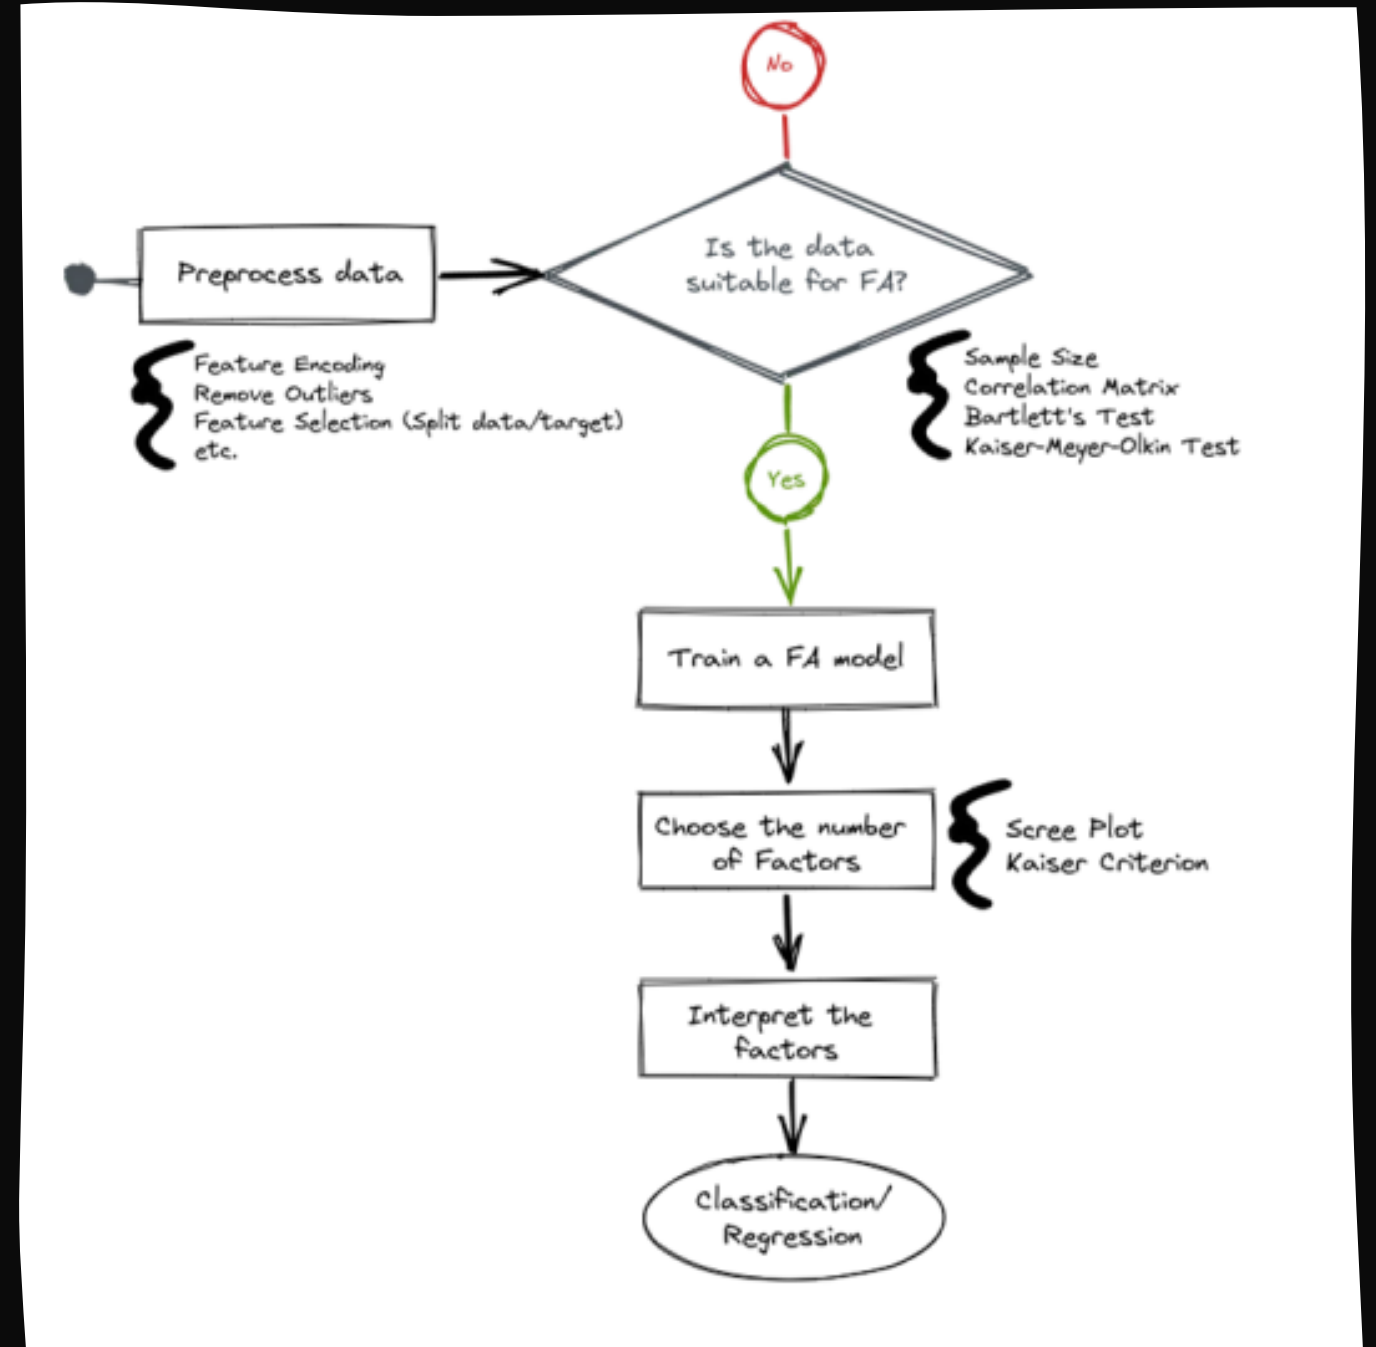 No
Is the data
suitable for FA?
Preprocess data
Feature Encoding
Remove Outliers
Feature Selection (Split data/target)
etc.
Sample Size
Correlation Matrix
Bartlett's Test
Kaiser-Meyer-Olkin Test
Yes
Train a FA model
Choose the number
of Factors
Scree Plot
Kaiser Criterion
Interpret the
factors
Classification/
Regression